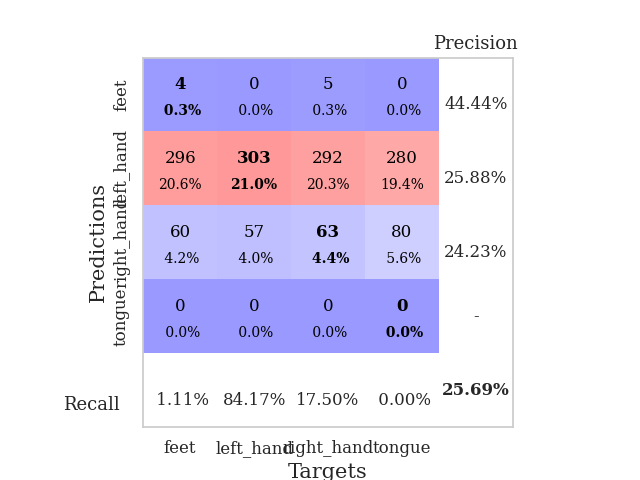 Precision
feet
4 0 5 0
0.3% 0.0% 0.3% 0.0%
44.44%
left_hand
296 303 292 280
20.6% 21.0% 20.3% 19.4%
25.88%
right_hand
60 57 63 80
4.2% 4.0% 4.4% 5.6%
24.23%
tongue
0 0 0 0
0.0% 0.0% 0.0% 0.0%
-
Predictions
Recall
1.11% 84.17% 17.50% 0.00%
25.69%
feet left_hand right_hand tongue
Targets